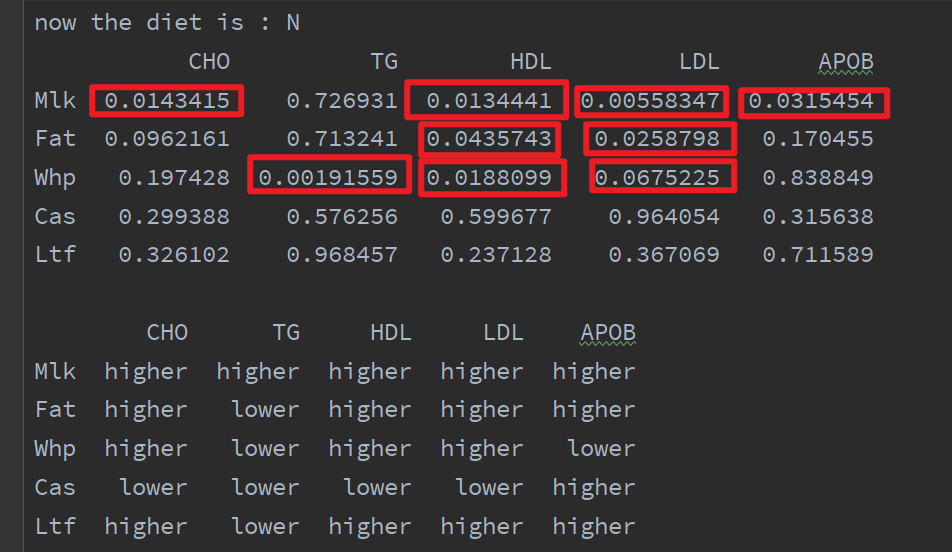 now the diet is : N
CHO TG HDL LDL APOB
Mlk 0.0143415 0.726931 0.0134441 0.00558347 0.0315454
Fat 0.0962161 0.713241 0.0435743 0.0258798 0.170455
Whp 0.197428 0.00191559 0.0188099 0.0675225 0.838849
Cas 0.299388 0.576256 0.599677 0.964054 0.315638
Ltf 0.326102 0.968457 0.237128 0.367069 0.711589
CHO TG HDL LDL APOB
Mlk higher higher higher higher higher
Fat higher lower higher higher higher
Whp higher lower higher higher lower
Cas lower lower lower lower higher
Ltf higher lower higher higher higher